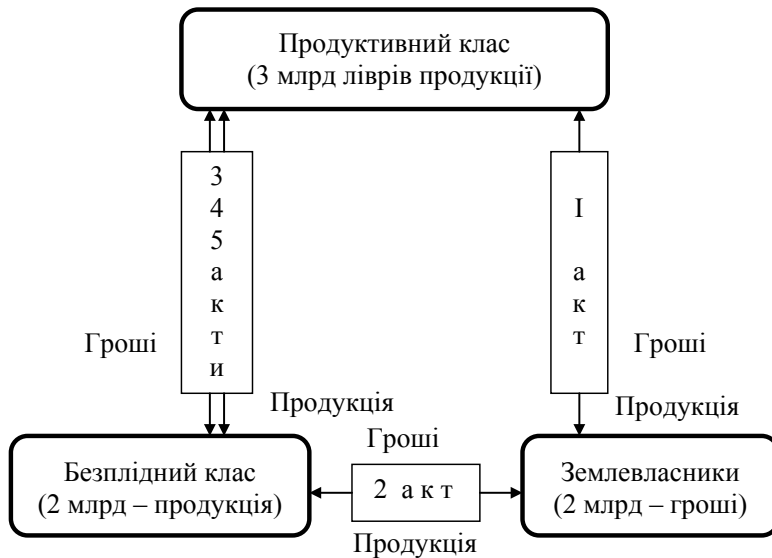 Продуктивний клас
(3 млрд ліврів продукції)
3
4
5
а
к
т
и
І
а
к
т
Гроші
Гроші
Продукція
Продукція
Гроші
Безплідний клас
(2 млрд – продукція)
2 а к т
Землевласники
(2 млрд – гроші)
Продукція